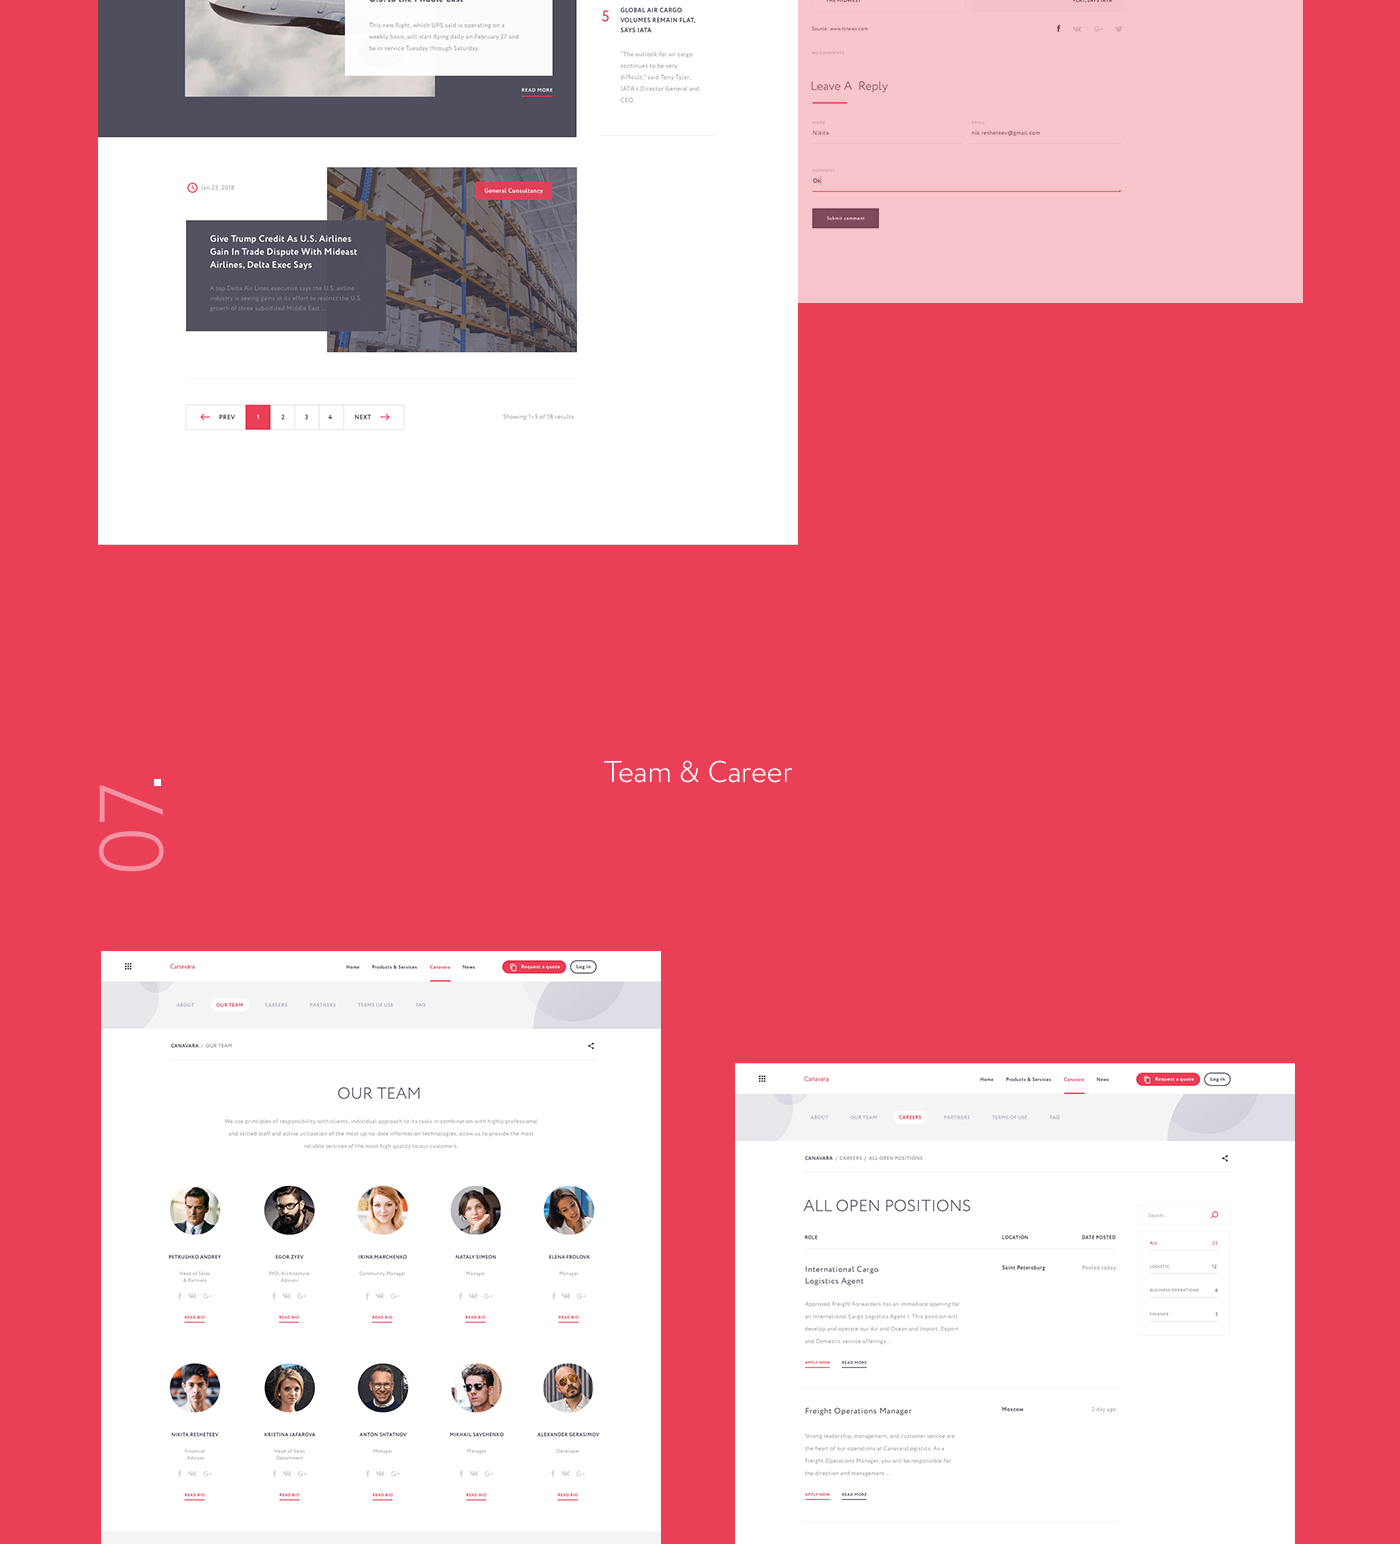 This new flight, which UPS said is operating on a
weekly basis, will start flying daily on February 27 and
be in service Tuesday through Saturday.
READ MORE
5
GLOBAL AIR CARGO
VOLUMES REMAIN FLAT,
SAYS IATA
"The outlook for air cargo
continues to be very
difficult," said Tony Tyler,
IATA's Director General and
CEO.
Source: www.ttnews.com
NO COMMENTS
Leave A Reply
NAME
EMAIL
Nikita
nik.resheteev@gmail.com
COMMENT
Ok
Submit comment
Jan 23, 2018
General Consultancy
Give Trump Credit As U.S. Airlines
Gain In Trade Dispute With Mideast
Airlines, Delta Exec Says
A top Delta Air Lines executive says the U.S. airline
industry is seeing gains in its effort to restrict the U.S.
growth of three subsidized Middle East ...
PREV 1 2 3 4 NEXT
Showing 1–5 of 18 results
07.
Team & Career
Canavara
Home Products & Services Canavara News Request a quote Log in
ABOUT OUR TEAM CAREERS PARTNERS TERMS OF USE FAQ
CANAVARA / OUR TEAM
OUR TEAM
We use principles of responsibility with clients, individual approach to its tasks in combination with highly professional
and skilled staff and active utilization of the most up-to-date information technologies, allow us to provide the most
reliable services of the most high quality to our customers.
PETRUSHKO ANDREY EGOR ZYEV IRINA MARCHENKO NATALY SIMSON ELENA FROLOVA
Head of Sales
& Partners
PhD, Architecture
Advisor
Community Manager
Manager
Manager
READ BIO READ BIO READ BIO READ BIO READ BIO
NIKITA RESHETEEV KRISTINA JAFAROVA ANTON SHTATNOV MIKHAIL SAVCHENKO ALEXANDER GERASIMOV
Financial
Advisor
Head of Sales
Department
Manager
Manager
Developer
READ BIO READ BIO READ BIO READ BIO READ BIO
Canavara
Home Products & Services Canavara News Request a quote Log in
ABOUT OUR TEAM CAREERS PARTNERS TERMS OF USE FAQ
CANAVARA / CAREERS / ALL OPEN POSITIONS
ALL OPEN POSITIONS
ROLE LOCATION DATE POSTED
International Cargo
Logistics Agent
Saint Petersburg
Posted today
Approved Freight Forwarders has an immediate opening for
an International Cargo Logistics Agent I. This position will
develop and operate our Air and Ocean and Import, Export
and Domestic service offerings...
APPLY NOW READ MORE
Freight Operations Manager
Moscow
2 day ago
Strong leadership, management, and customer service are
the heart of our operations at CanavaraLogistics. As a
Freight Operations Manager, you will be responsible for
the direction and management ...
APPLY NOW READ MORE
Search...
ALL 23
LOGISTIC 12
BUSINESS OPERATIONS 6
FINANCE 5